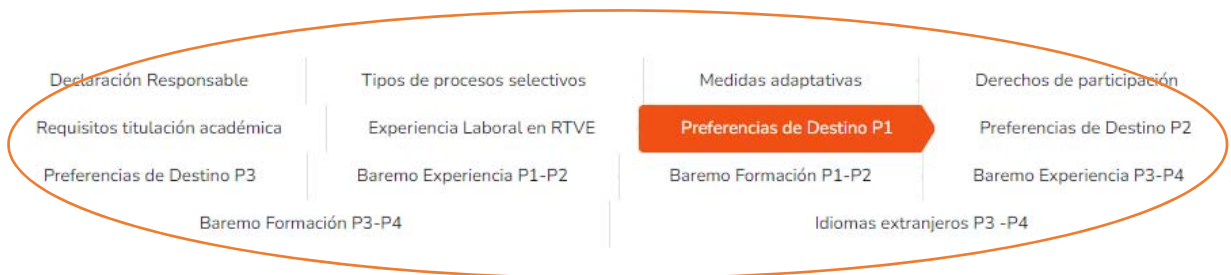 Declaración Responsable Tipos de procesos selectivos Medidas adaptativas Derechos de participación
Requisitos titulación académica Experiencia Laboral en RTVE Preferencias de Destino P1 Preferencias de Destino P2
Preferencias de Destino P3 Baremo Experiencia P1-P2 Baremo Formación P1-P2 Baremo Experiencia P3-P4
Baremo Formación P3-P4 Idiomas extranjeros P3 -P4